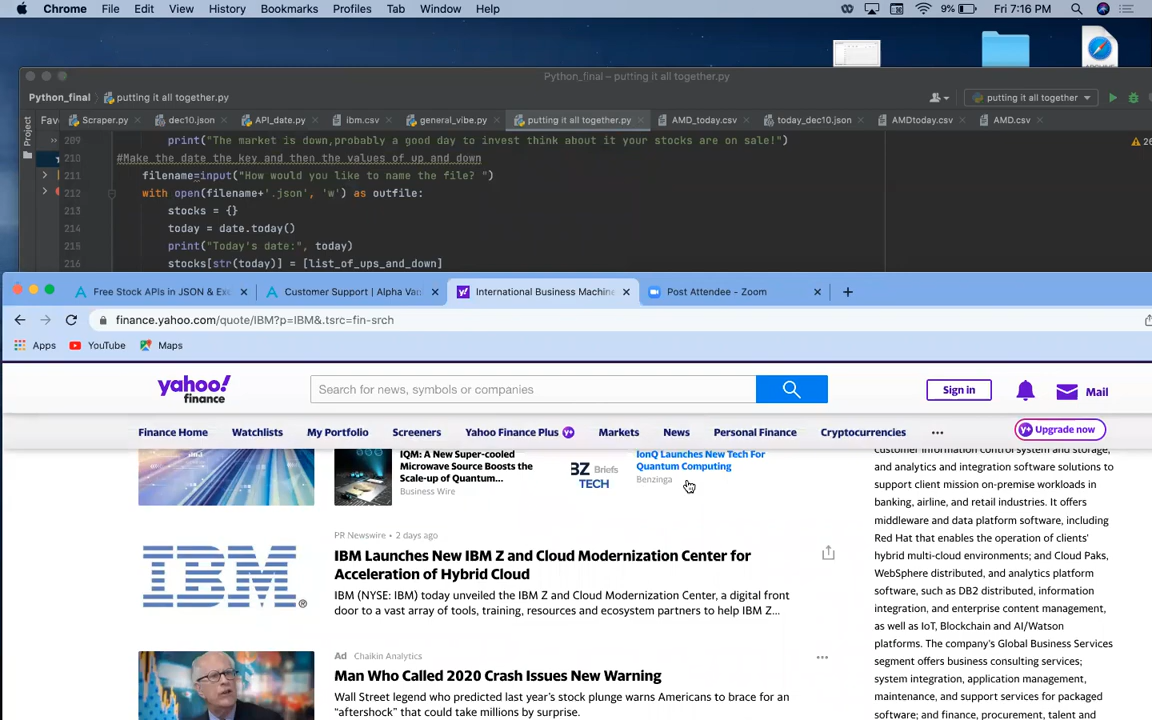 Chrome File Edit View History Bookmarks Profiles Tab Window Help 9% Fri 7:16 PM
Python_final – putting it all together.py
Python_final putting it all together.py putting it all together
Fav Scraper.py dec10.json API_date.py ibm.csv general_vibe.py putting it all together.py AMD_today.csv today_dec10.json AMDtoday.csv AMD.csv
Project
209 print("The market is down,probably a good day to invest think about it your stocks are on sale!")
210 #Make the date the key and then the values of up and down
211 filename=input("How would you like to name the file? ")
212 with open(filename+'.json', 'w') as outfile:
213 stocks = {}
214 today = date.today()
215 print("Today's date:", today)
216 stocks[str(today)] = [list_of_ups_and_down]
Free Stock APIs in JSON & Exc Customer Support | Alpha Van International Business Machine Post Attendee - Zoom
finance.yahoo.com/quote/IBM?p=IBM&.tsrc=fin-srch
Apps YouTube Maps
yahoo!
finance
Search for news, symbols or companies
Sign in Mail
Finance Home Watchlists My Portfolio Screeners Yahoo Finance Plus Y+ Markets News Personal Finance Cryptocurrencies ... Y+ Upgrade now
IQM: A New Super-cooled
Microwave Source Boosts the
Scale-up of Quantum...
Business Wire
BZ Briefs
TECH
IonQ Launches New Tech For
Quantum Computing
Benzinga
PR Newswire • 2 days ago
IBM Launches New IBM Z and Cloud Modernization Center for
Acceleration of Hybrid Cloud
IBM (NYSE: IBM) today unveiled the IBM Z and Cloud Modernization Center, a digital front
door to a vast array of tools, training, resources and ecosystem partners to help IBM Z...
IBM®
Ad Chaikin Analytics
Man Who Called 2020 Crash Issues New Warning
Wall Street legend who predicted last year's stock plunge warns Americans to brace for an
“aftershock” that could take millions by surprise.
customer information control system and storage,
and analytics and integration software solutions to
support client mission on-premise workloads in
banking, airline, and retail industries. It offers
middleware and data platform software, including
Red Hat that enables the operation of clients'
hybrid multi-cloud environments; and Cloud Paks,
WebSphere distributed, and analytics platform
software, such as DB2 distributed, information
integration, and enterprise content management,
as well as IoT, Blockchain and AI/Watson
platforms. The company's Global Business Services
segment offers business consulting services;
system integration, application management,
maintenance, and support services for packaged
software; and finance, procurement, talent and